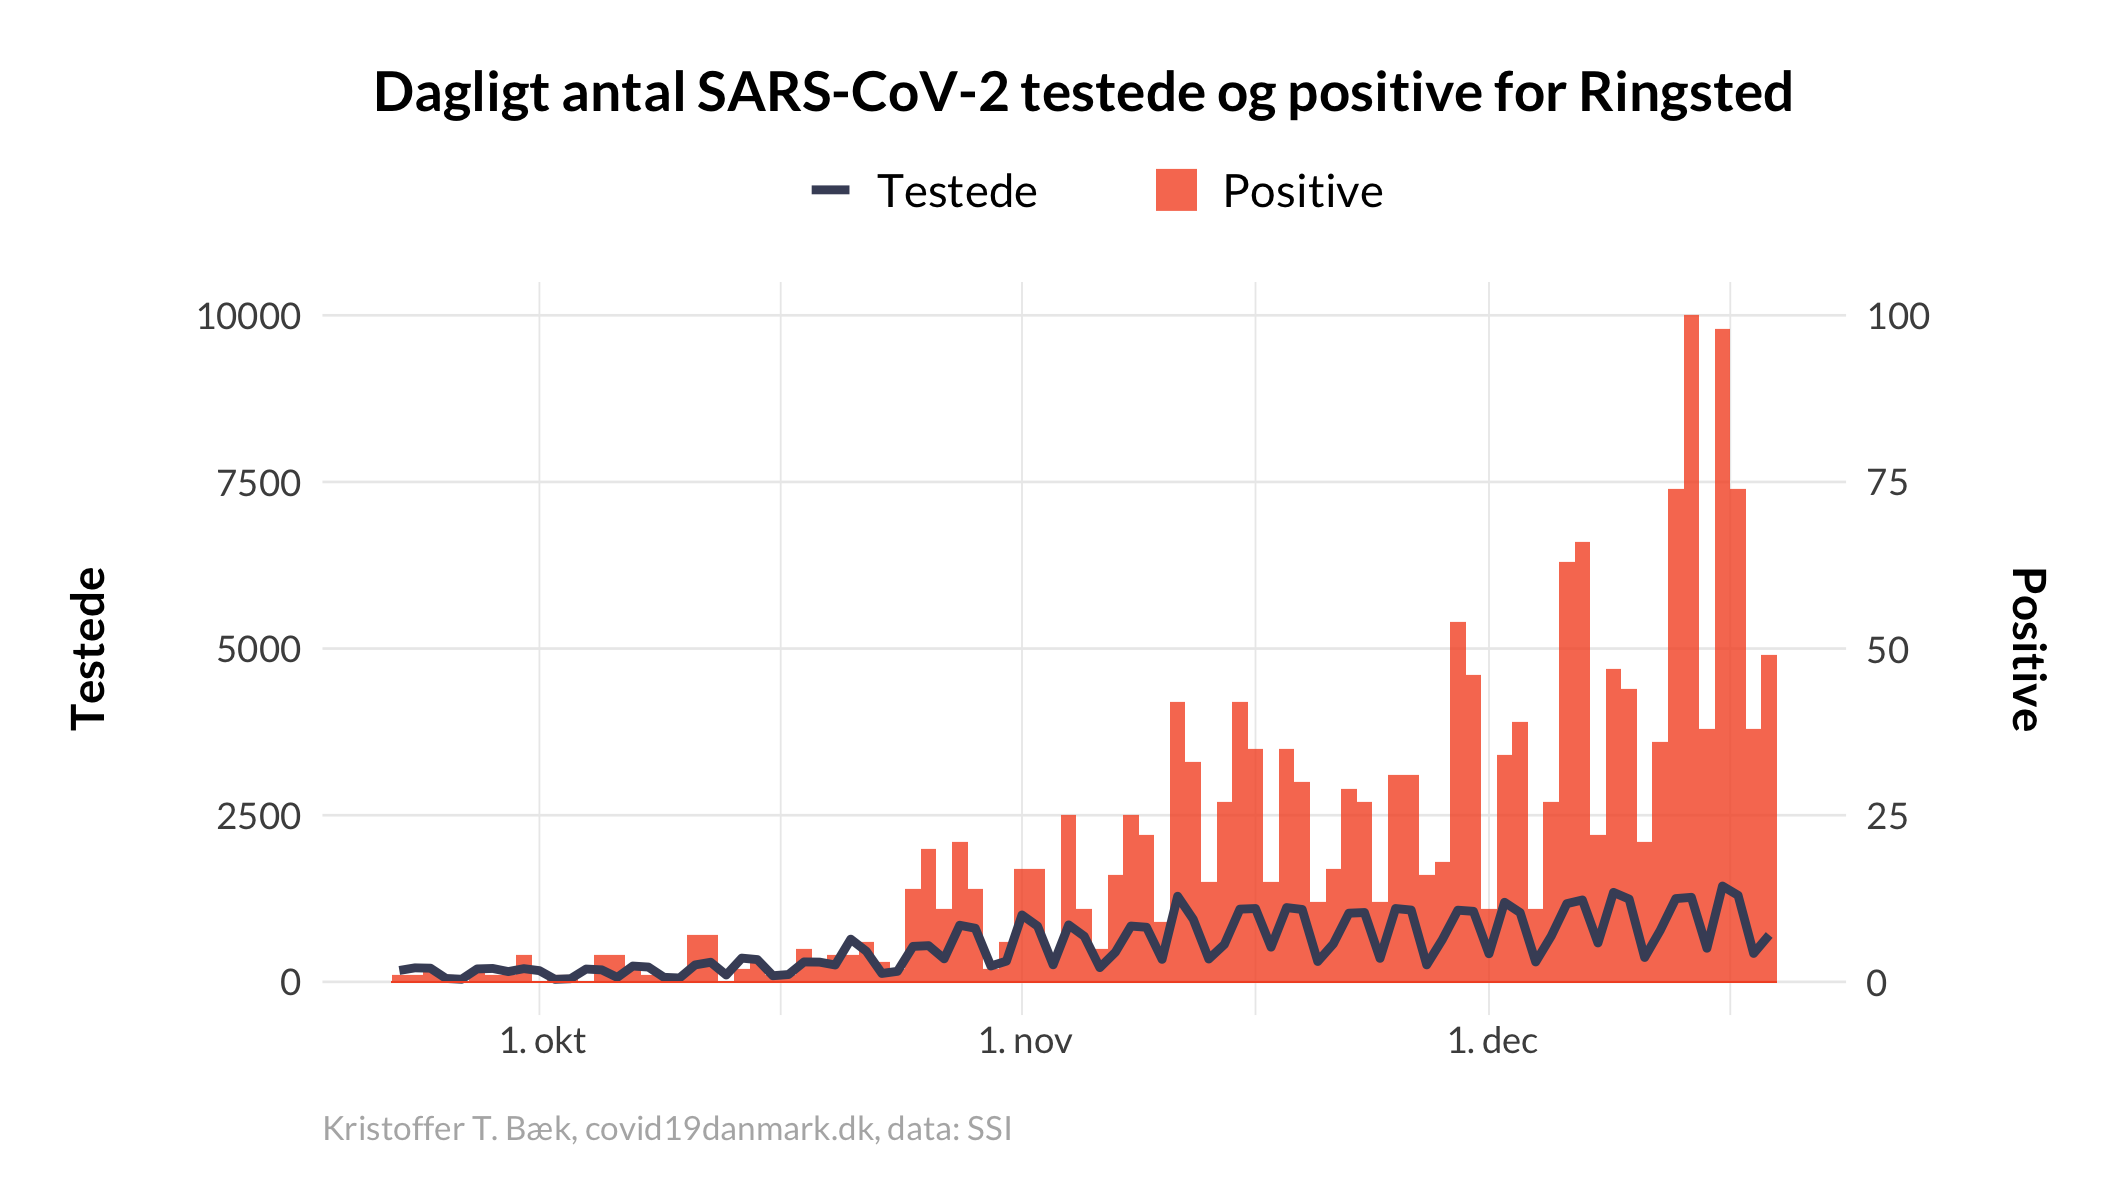 Dagligt antal SARS-CoV-2 testede og positive for Ringsted
Testede
Positive
10000
7500
5000
2500
0
100
75
50
25
0
Testede
Positive
1. okt
1. nov
1. dec
Kristoffer T. Bæk, covid19danmark.dk, data: SSI